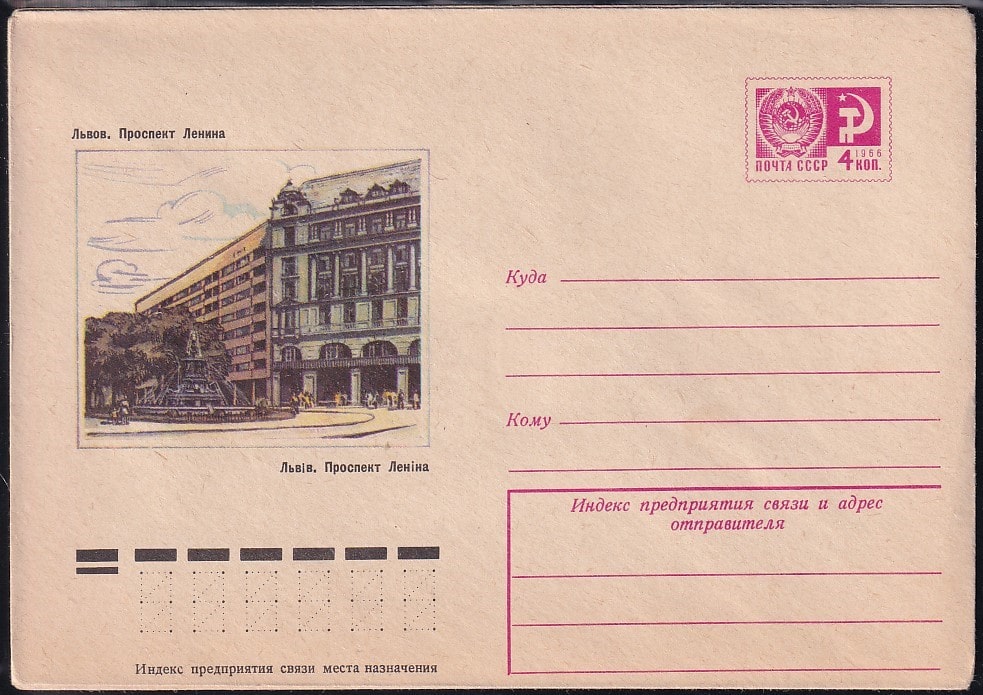 Львов. Проспект Ленина
Львів. Проспект Леніна
1966
ПОЧТА СССР 4 КОП.
Куда
Кому
Индекс предприятия связи и адрес
отправителя
Индекс предприятия связи места назначения